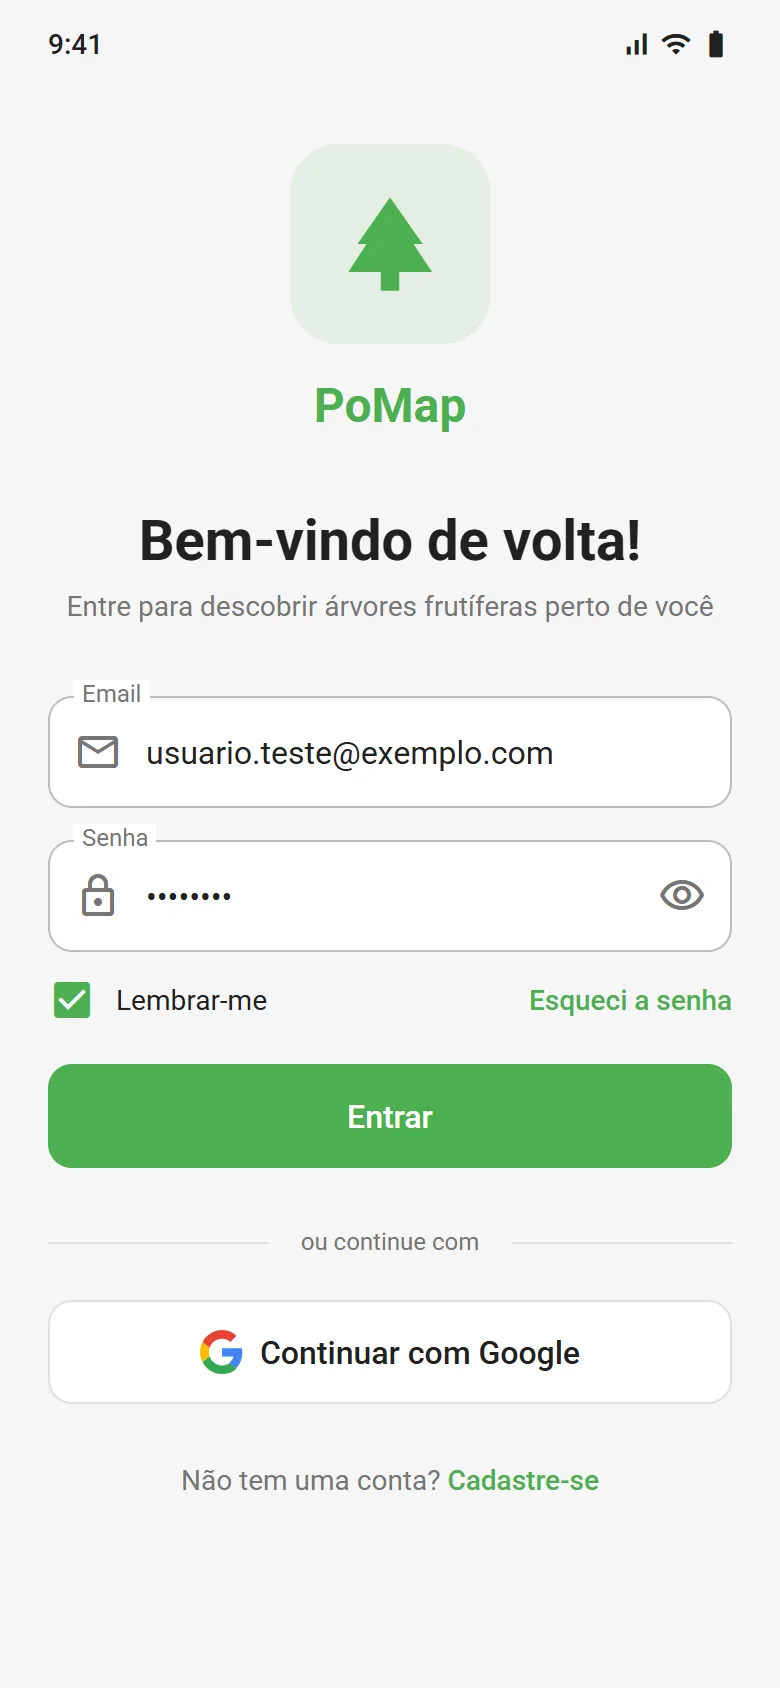 9:41
PoMap
Bem-vindo de volta!
Entre para descobrir árvores frutíferas perto de você
Email
usuario.teste@exemplo.com
Senha
••••••••
Lembrar-me
Esqueci a senha
Entrar
ou continue com
Continuar com Google
Não tem uma conta? Cadastre-se